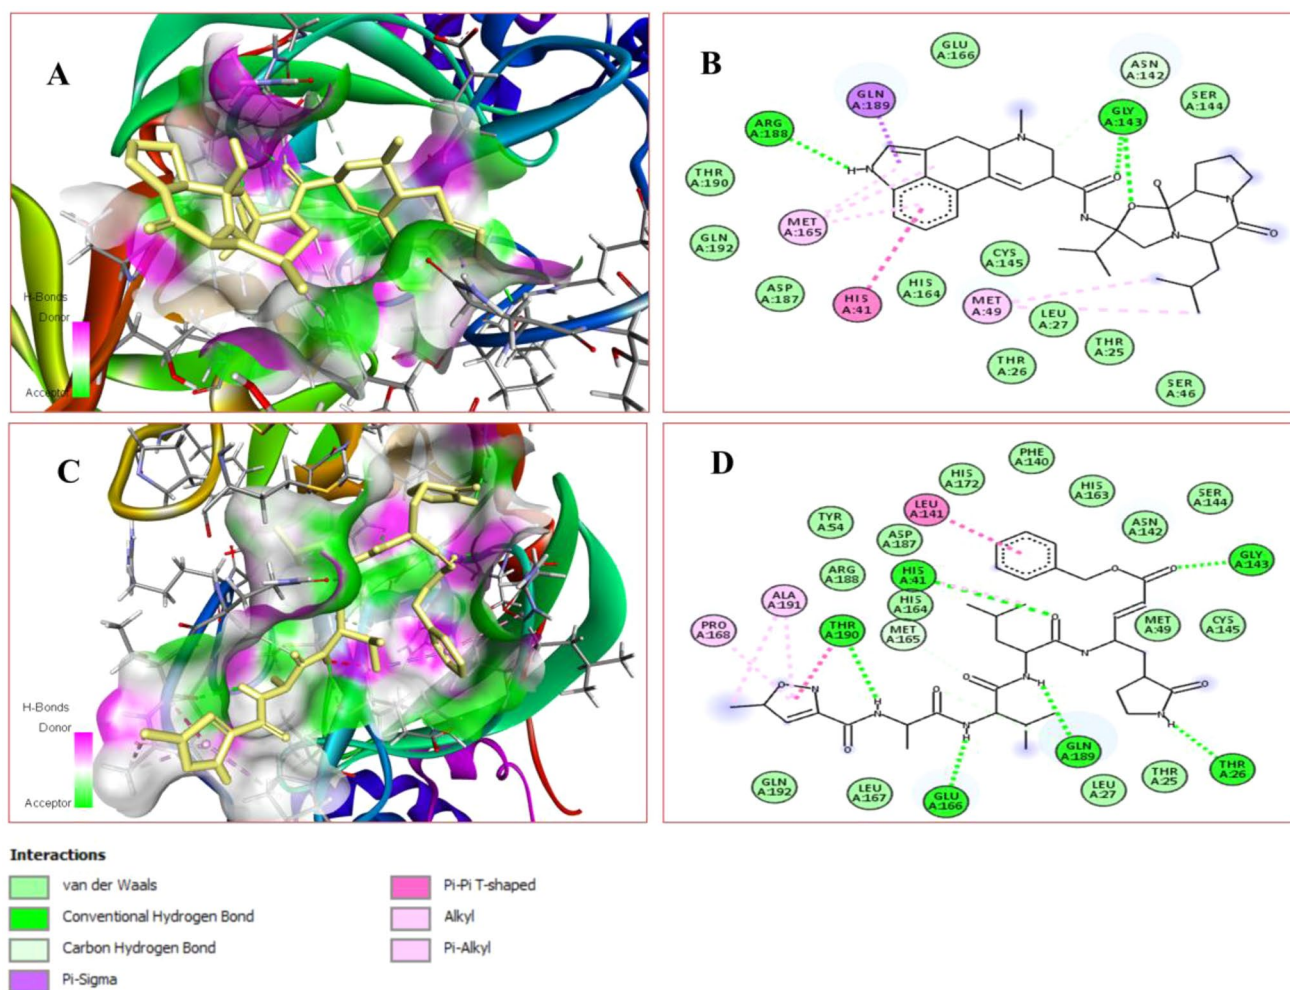 A
H-Bonds
Donor
Acceptor
B
GLU
A:166
ASN
A:142
SER
A:144
GLN
A:189
GLY
A:143
ARG
A:188
N
H
N
THR
A:190
O
O
N
MET
A:165
N
O
N
O
GLN
A:192
CYS
A:145
ASP
A:187
HIS
A:41
HIS
A:164
MET
A:49
LEU
A:27
THR
A:25
THR
A:26
SER
A:46
C
H-Bonds
Donor
Acceptor
D
PHE
A:140
HIS
A:172
HIS
A:163
SER
A:144
LEU
A:141
ASN
A:142
TYR
A:54
ASP
A:187
GLY
A:143
ARG
A:188
HIS
A:41
O
O
ALA
A:191
HIS
A:164
PRO
A:168
THR
A:190
MET
A:165
O
MET
A:49
CYS
A:145
N
O
N
O
O
N
H
O
H
N
O
N
H
O
N
H
GLN
A:189
GLN
A:192
LEU
A:167
GLU
A:166
LEU
A:27
THR
A:25
THR
A:26
Interactions
van der Waals
Conventional Hydrogen Bond
Carbon Hydrogen Bond
Pi-Sigma
Pi-Pi T-shaped
Alkyl
Pi-Alkyl